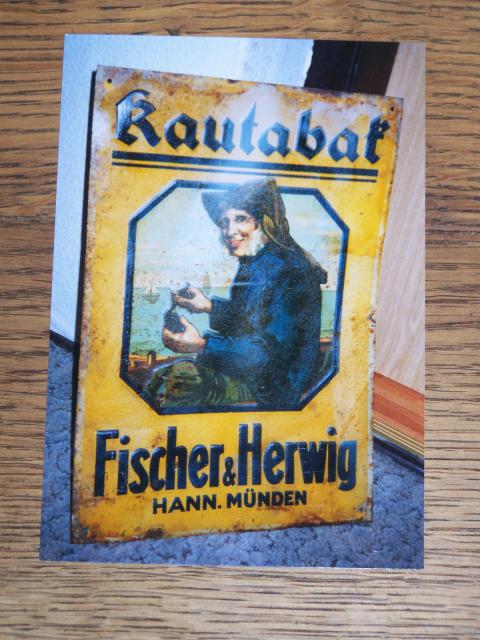 Kautabak
Fischer & Herwig
HANN. MÜNDEN